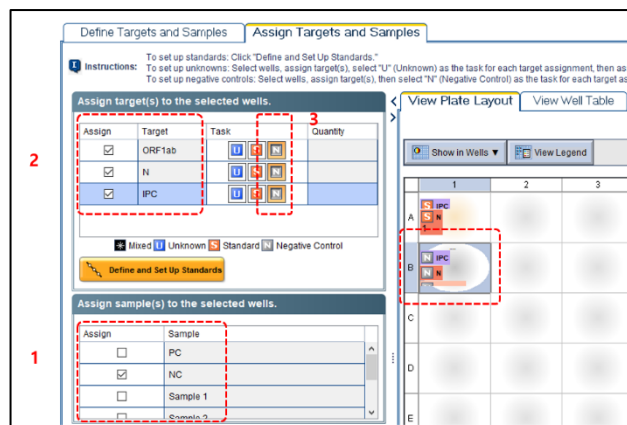 Define Targets and Samples
Assign Targets and Samples
Instructions:
To set up standards: Click "Define and Set Up Standards."
To set up unknowns: Select wells, assign target(s), select "U" (Unknown) as the task for each target assignment, then as
To set up negative controls: Select wells, assign target(s), then select "N" (Negative Control) as the task for each target as
Assign target(s) to the selected wells.
3
2
Assign Target Task Quantity
ORF1ab U S N
N U S N
IPC U S N
Mixed U Unknown S Standard N Negative Control
Define and Set Up Standards
Assign sample(s) to the selected wells.
1
Assign Sample
PC
NC
Sample 1
Sample 2
View Plate Layout
View Well Table
Show in Wells ▼
View Legend
1 2 3
A
S IPC
S N
1
B
N IPC
N N
C
D
E